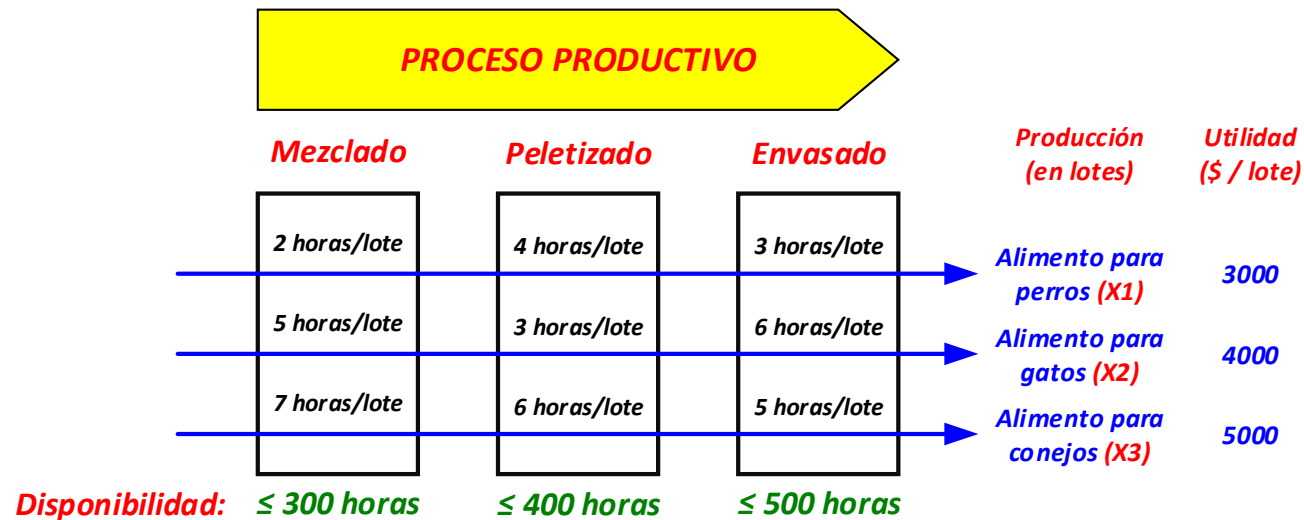 PROCESO PRODUCTIVO
Mezclado Peletizado Envasado Producción Utilidad
(en lotes) ($ / lote)
2 horas/lote 4 horas/lote 3 horas/lote
Alimento para
perros (X1) 3000
5 horas/lote 3 horas/lote 6 horas/lote
Alimento para
gatos (X2) 4000
7 horas/lote 6 horas/lote 5 horas/lote
Alimento para
conejos (X3) 5000
Disponibilidad: ≤ 300 horas ≤ 400 horas ≤ 500 horas